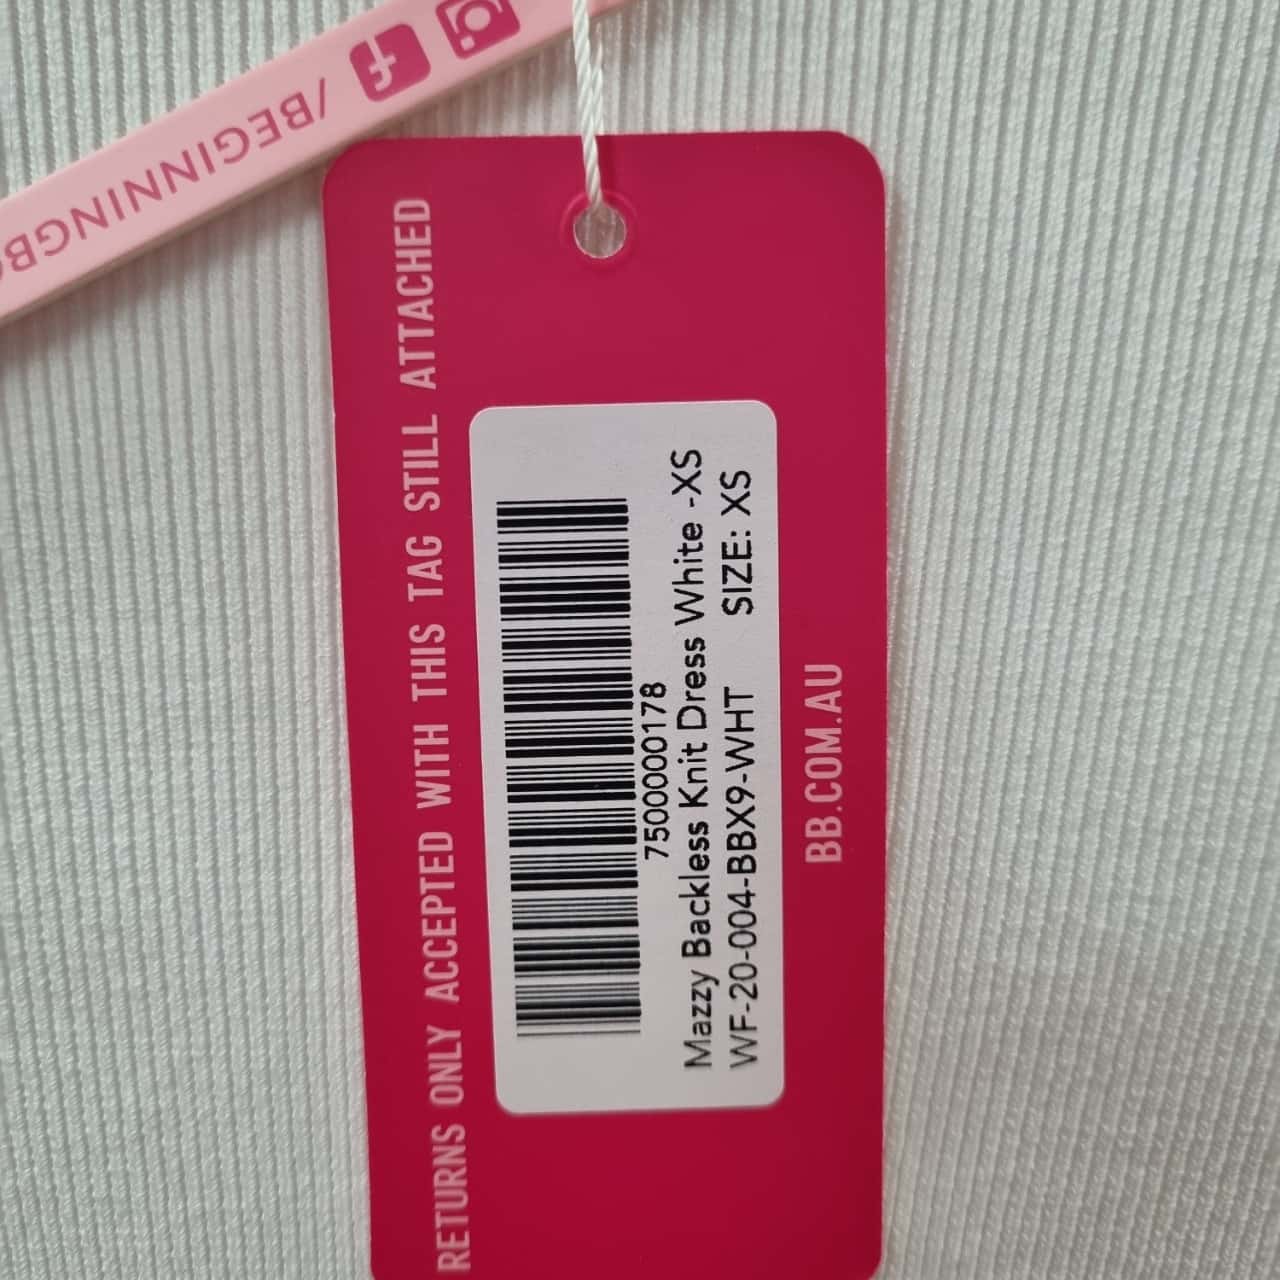 /BEGINNINGB
RETURNS ONLY ACCEPTED WITH THIS TAG STILL ATTACHED
7500000178
Mazzy Backless Knit Dress White -XS
WF-20-004-BBX9-WHT SIZE: XS
BB.COM.AU